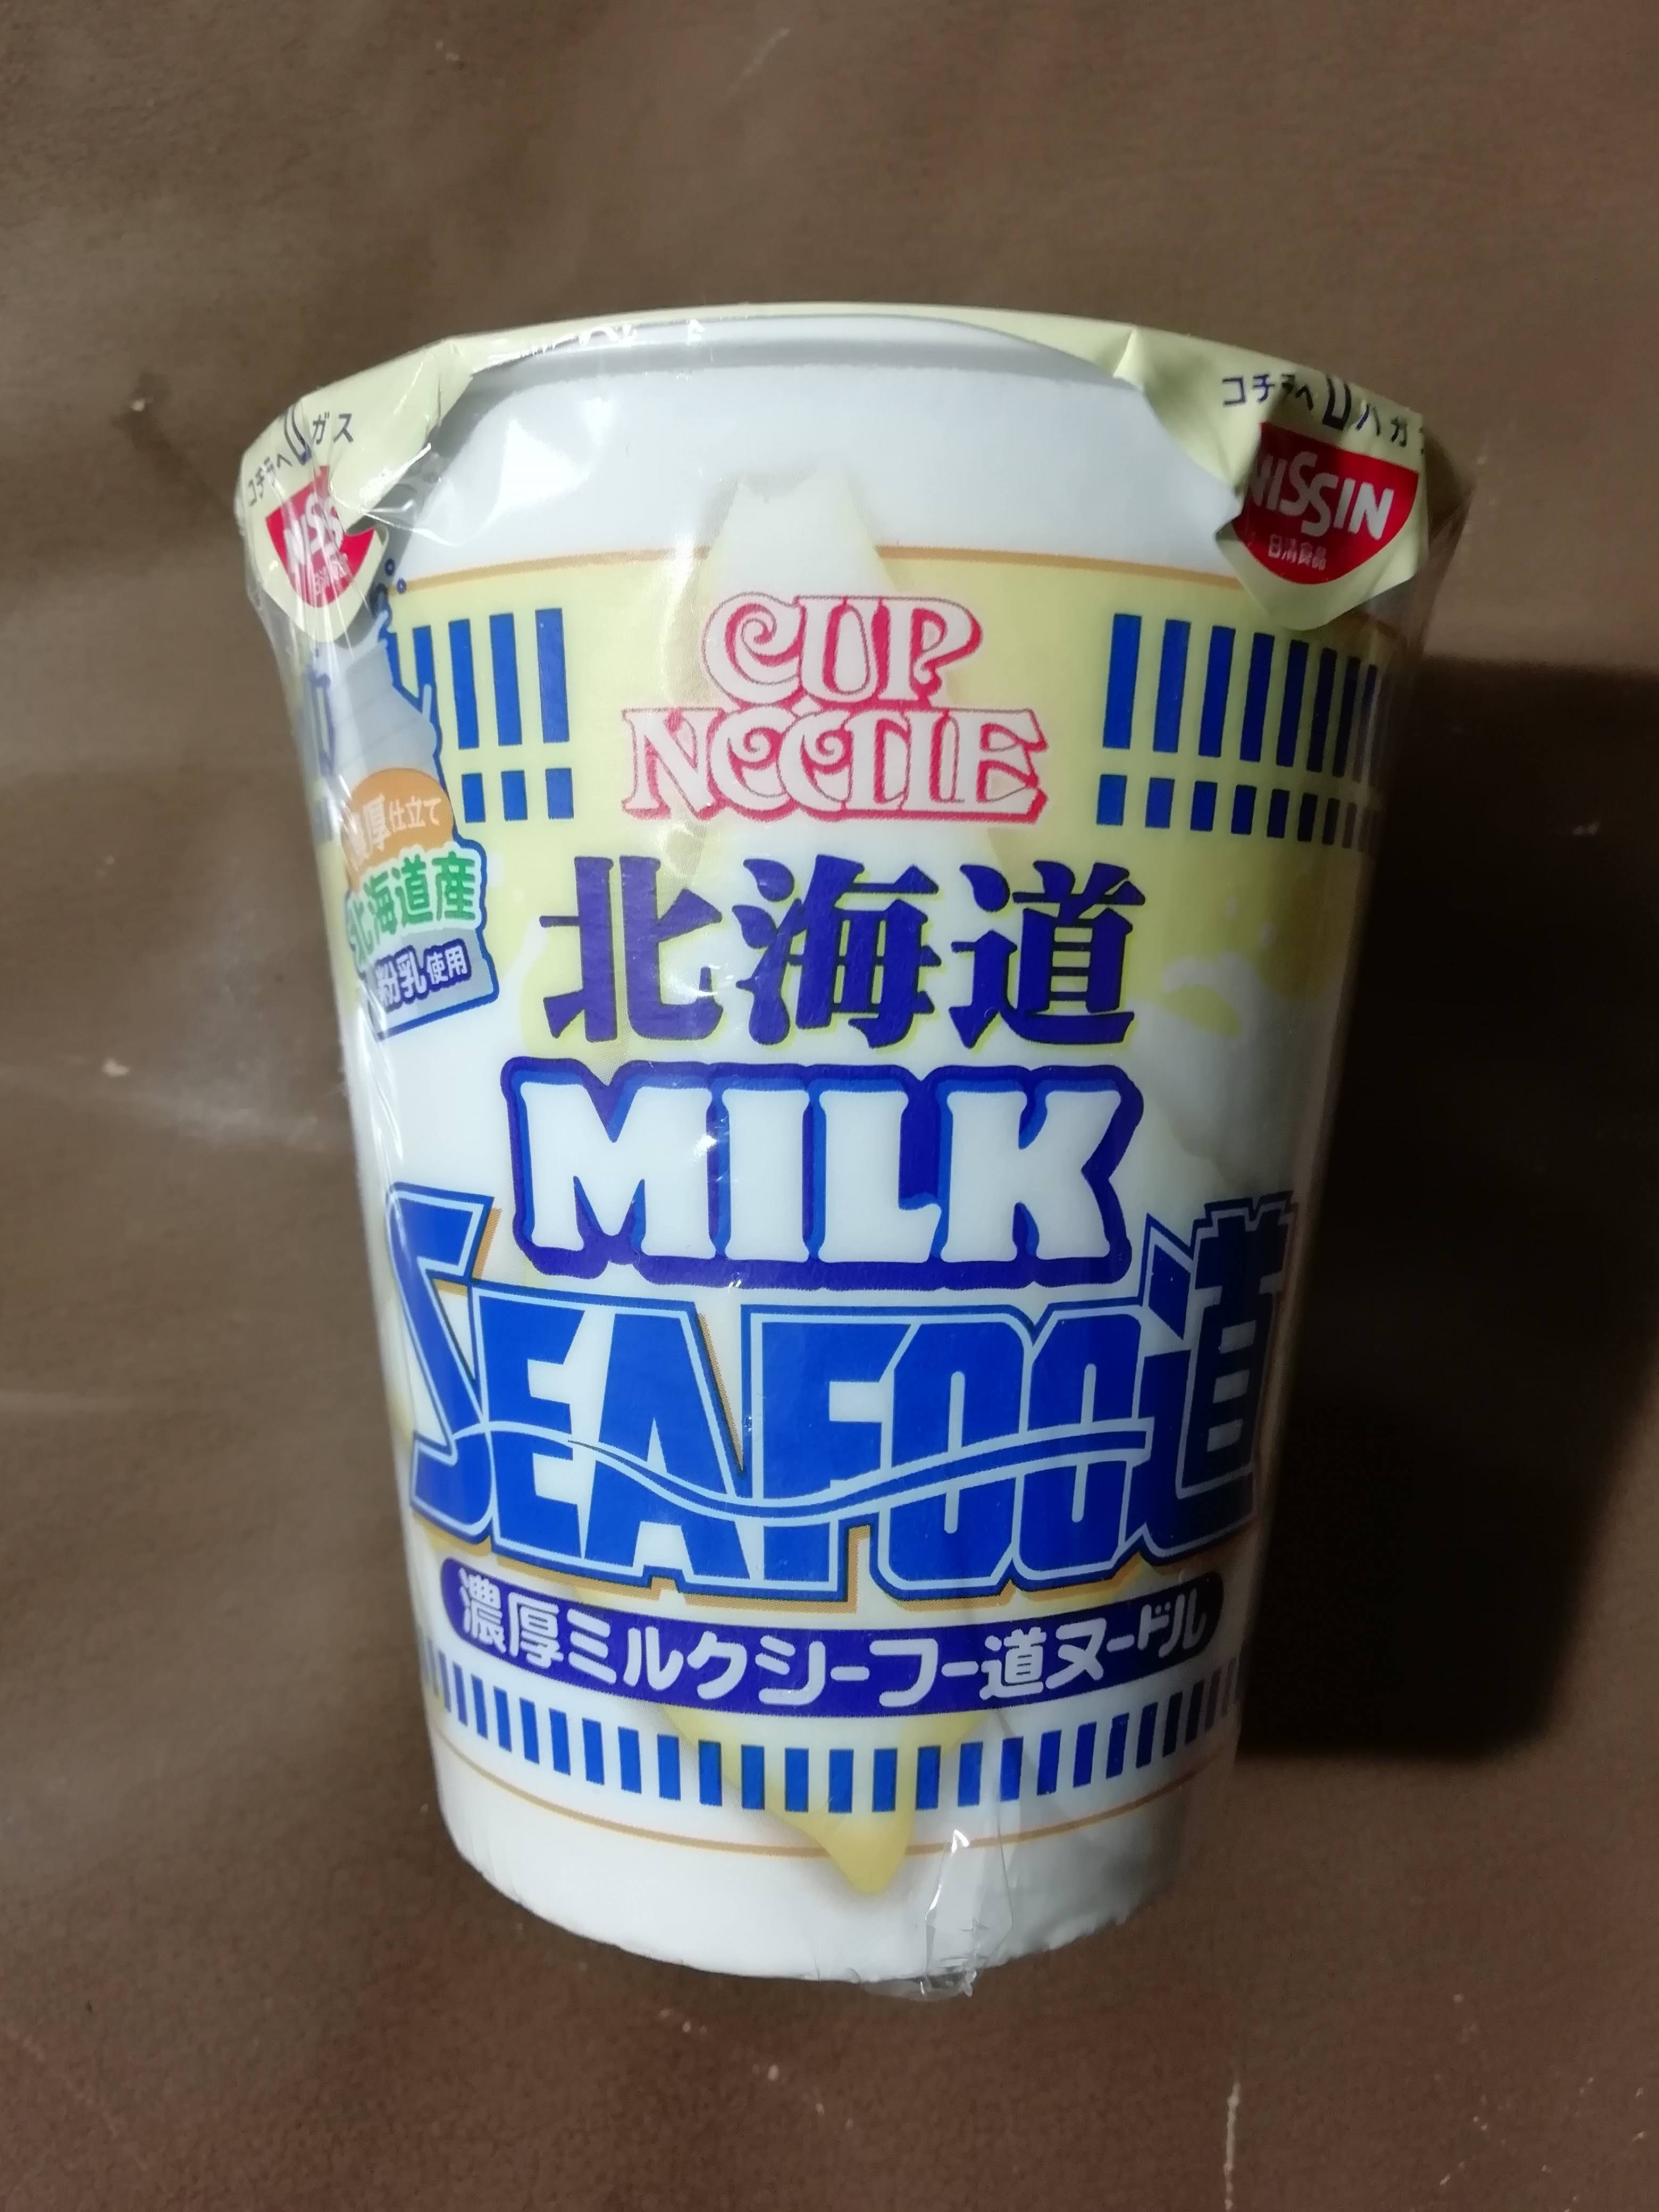 コチラへ ハガス
コチラへ ハガ
NISSIN
NISSIN
日清食品
CUP
NOODLE
濃厚仕立て
北海道産
粉乳使用
北海道
MILK
SEAFOO道
濃厚ミルクシーフー道ヌードル